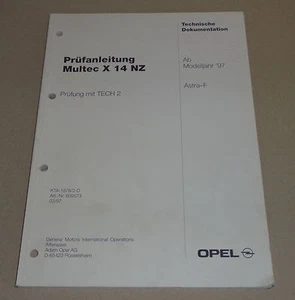 Technische
Dokumentation
Prüfanleitung
Multec X 14 NZ
Ab
Modelljahr '97
Prüfung mit TECH 2
Astra-F
General Motors International Operations
Aftersales
Adam Opel AG
OPEL